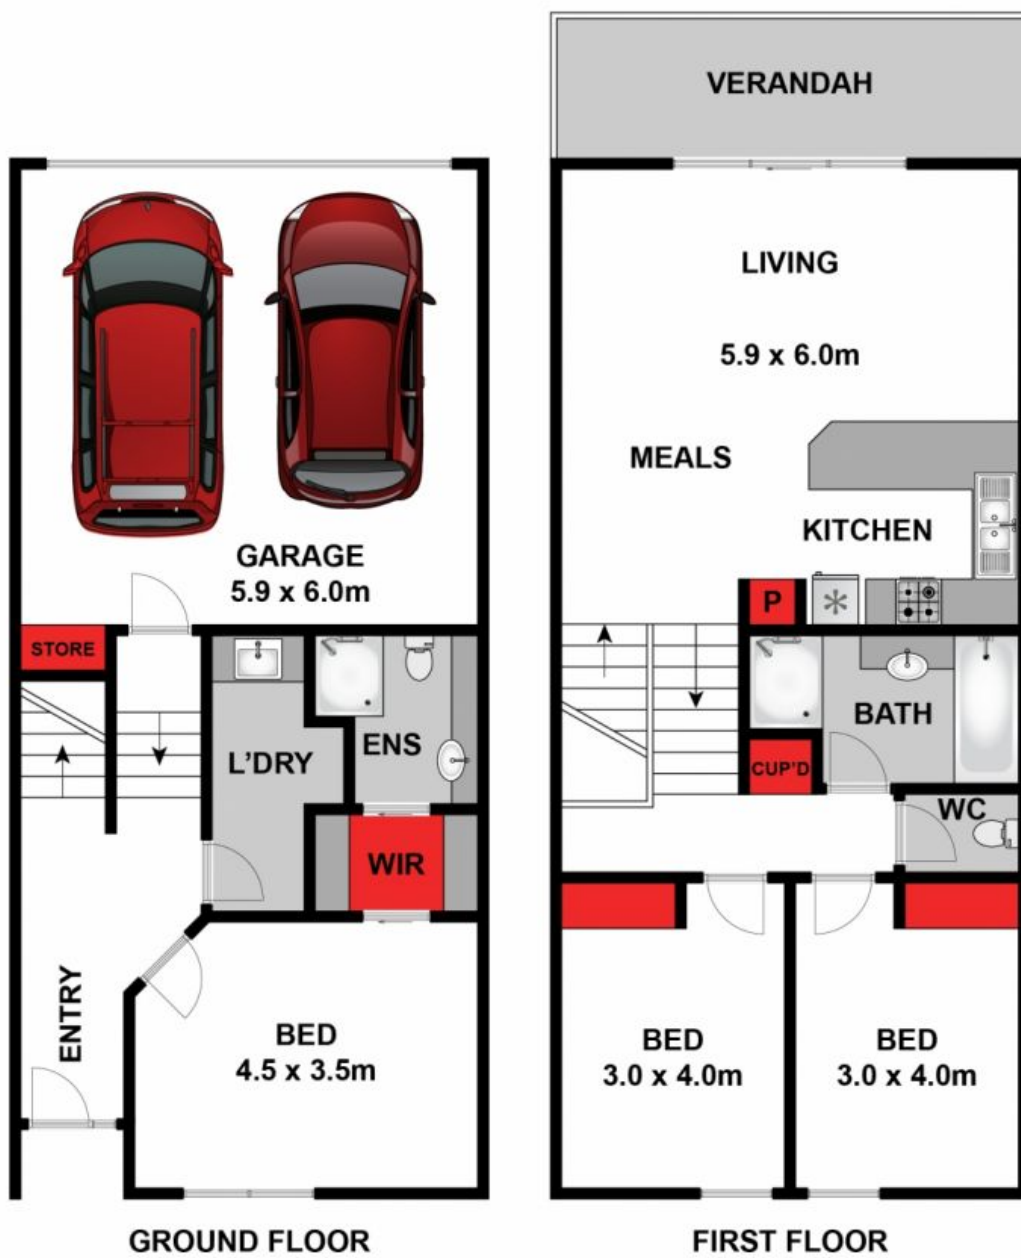 GARAGE
5.9 x 6.0m
STORE
L'DRY
ENS
WIR
ENTRY
BED
4.5 x 3.5m
GROUND FLOOR
VERANDAH
LIVING
5.9 x 6.0m
MEALS
KITCHEN
P
BATH
CUP'D
WC
BED
3.0 x 4.0m
BED
3.0 x 4.0m
FIRST FLOOR